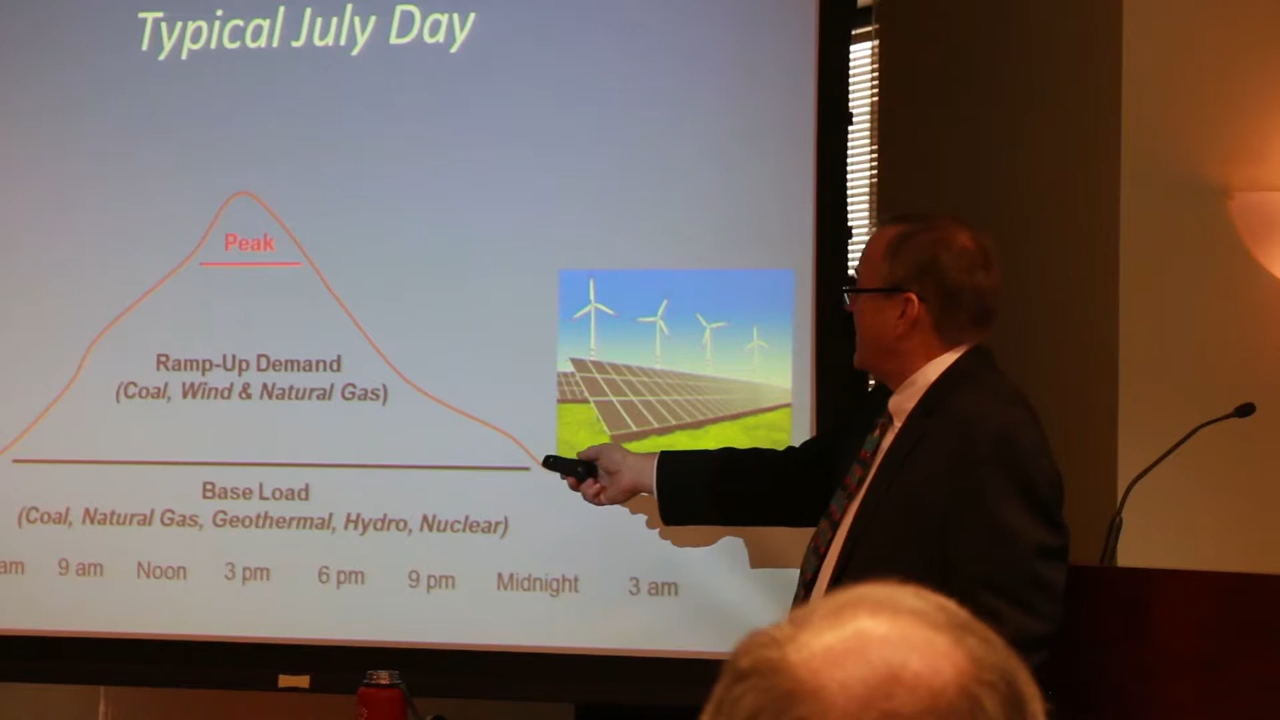 Typical July Day
Peak
Ramp-Up Demand
(Coal, Wind & Natural Gas)
Base Load
(Coal, Natural Gas, Geothermal, Hydro, Nuclear)
am 9 am Noon 3 pm 6 pm 9 pm Midnight 3 am